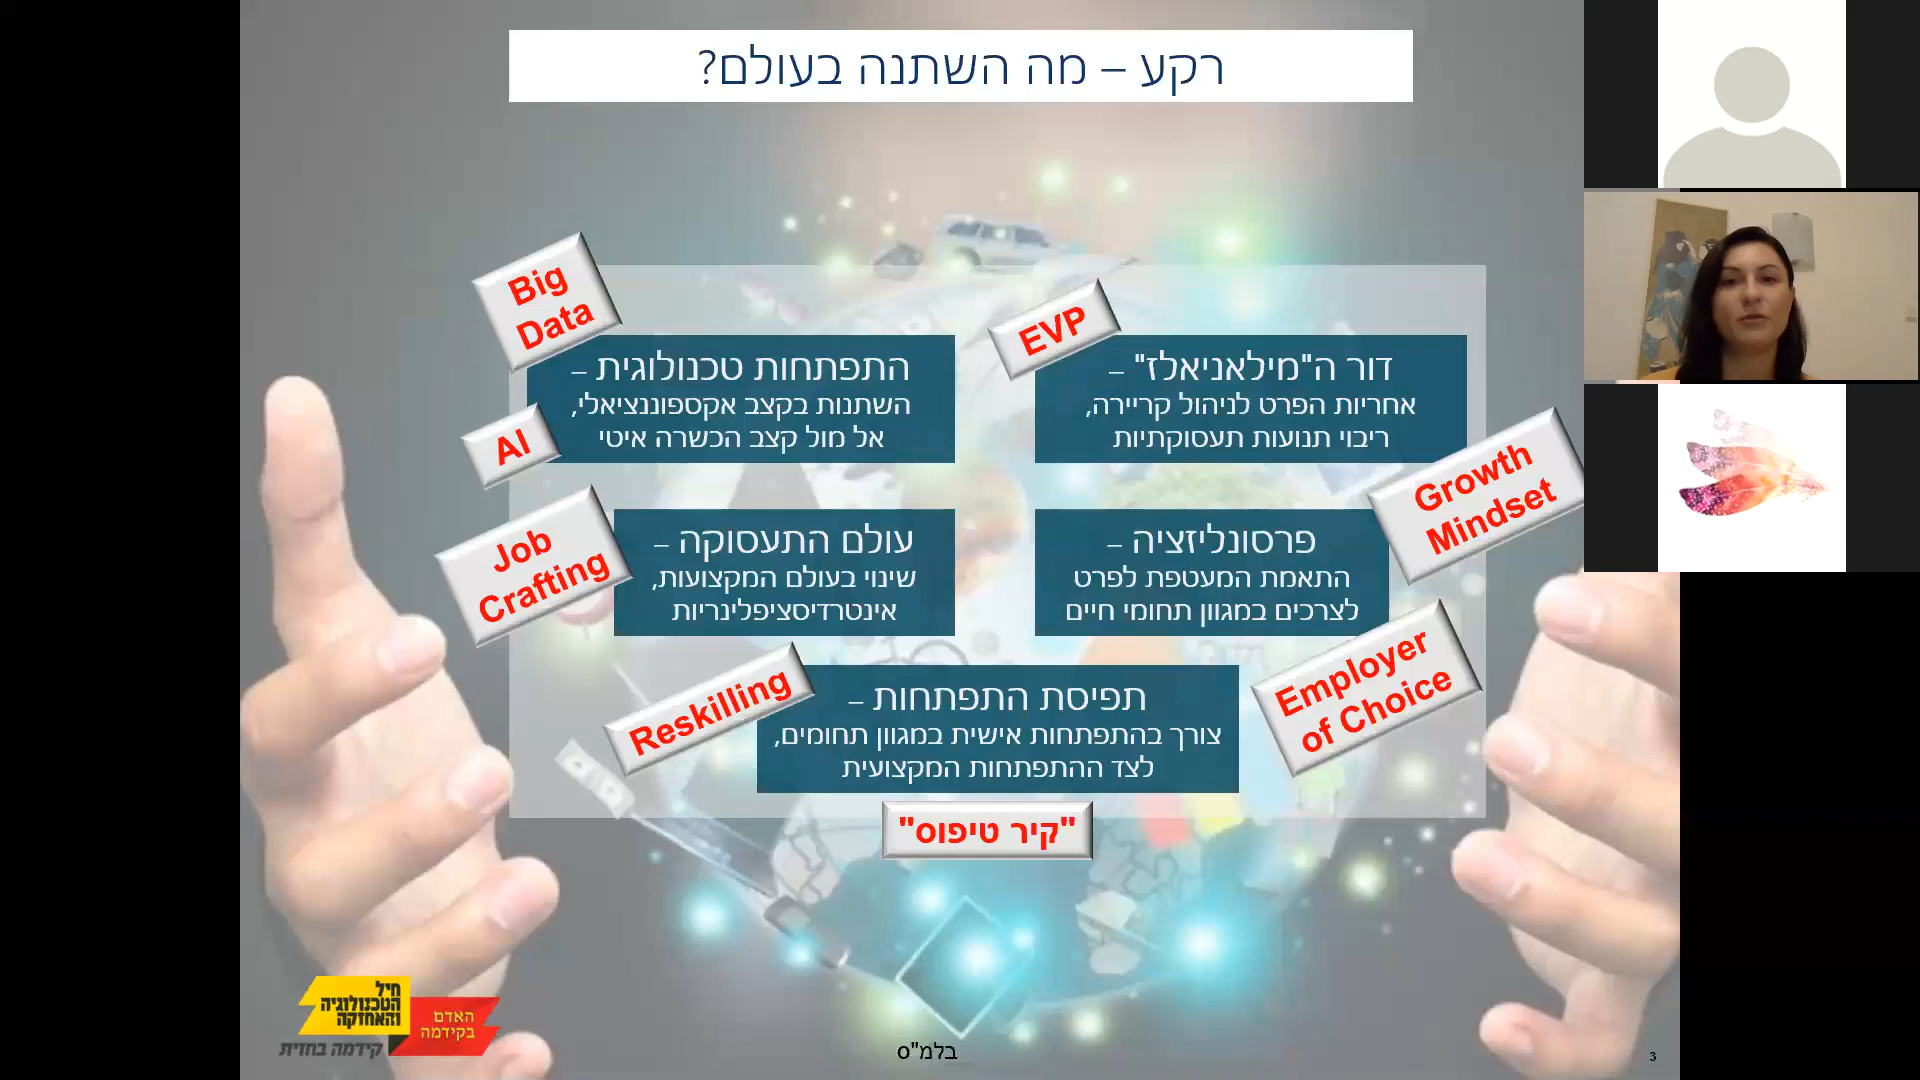 רקע – מה השתנה בעולם?
EVP
דור ה"מילאניאלז" –
אחריות הפרט לניהול קריירה,
ריבוי תנועות תעסוקתיות
Big
Data
התפתחות טכנולוגית –
השתנות בקצב אקספוננציאלי,
אל מול קצב הכשרה איטי
AI
Growth
Mindset
פרסונליזציה –
התאמת המעטפת לפרט
לצרכים במגוון תחומי חיים
Job
Crafting
עולם התעסוקה –
שינוי בעולם המקצועות,
אינטרדיסציפלינריות
Employer
of Choice
Reskilling
תפיסת התפתחות –
צורך בהתפתחות אישית במגוון תחומים,
לצד ההתפתחות המקצועית
"קיר טיפוס"
חיל
הטכנולוגיה
והאחזקה
האדם
בקידמה
קידמה בחזית
בלמ"ס
3